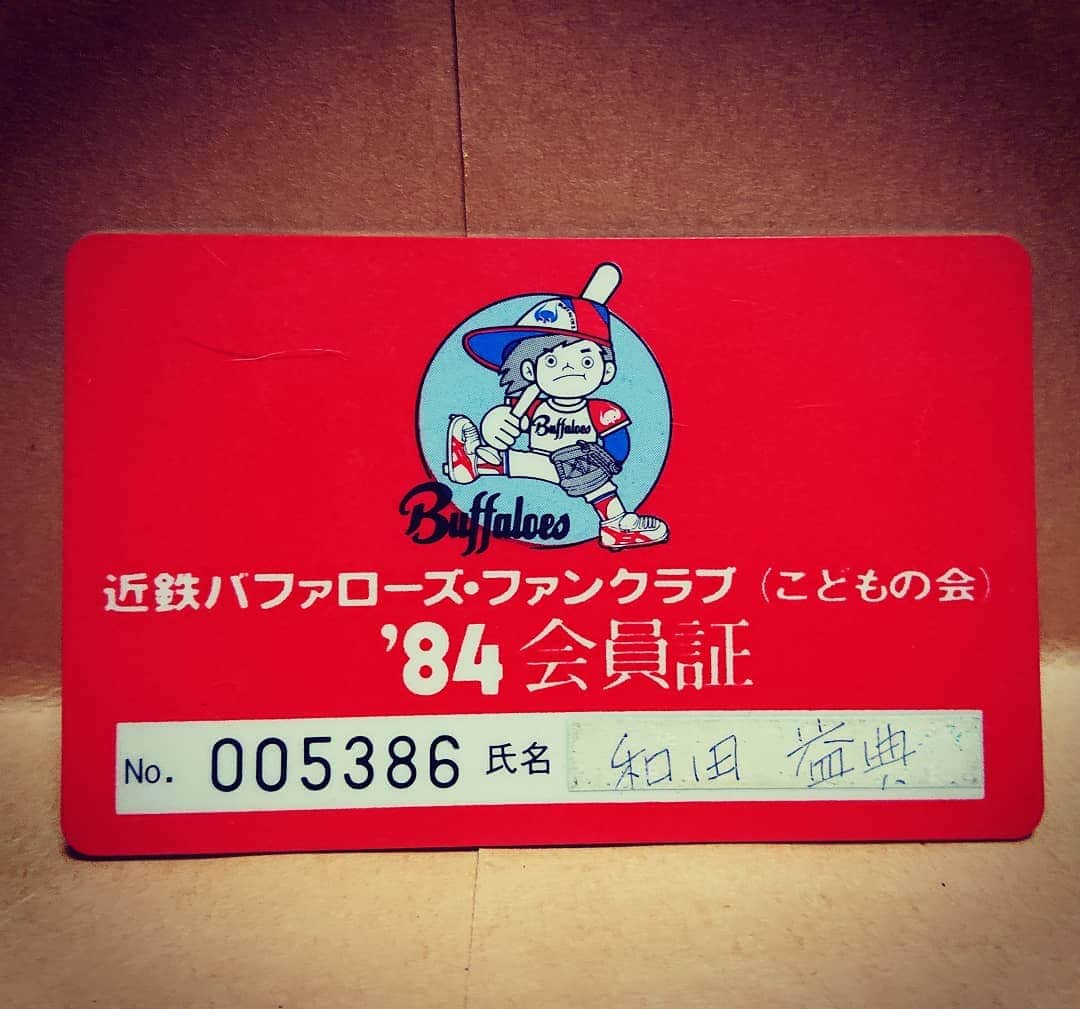 Buffaloes
Buffaloes
近鉄バファローズ・ファンクラブ（こどもの会）
'84 会員証
No. 005386 氏名 和田 益典